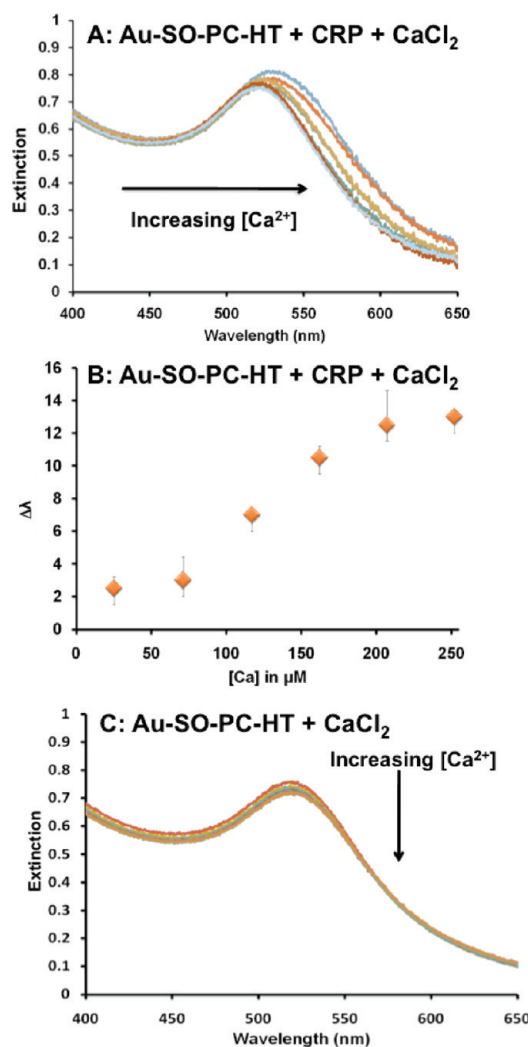 A: Au-SO-PC-HT + CRP + CaCl₂
1
0.9
0.8
0.7
0.6
0.5
0.4
0.3
0.2
0.1
0
Extinction
Increasing [Ca²⁺]
400 450 500 550 600 650
Wavelength (nm)
B: Au-SO-PC-HT + CRP + CaCl₂
16
14
12
10
8
6
4
2
0
Δλ
0 50 100 150 200 250
[Ca] in µM
C: Au-SO-PC-HT + CaCl₂
Increasing [Ca²⁺]
1
0.9
0.8
0.7
0.6
0.5
0.4
0.3
0.2
0.1
0
Extinction
400 450 500 550 600 650
Wavelength (nm)